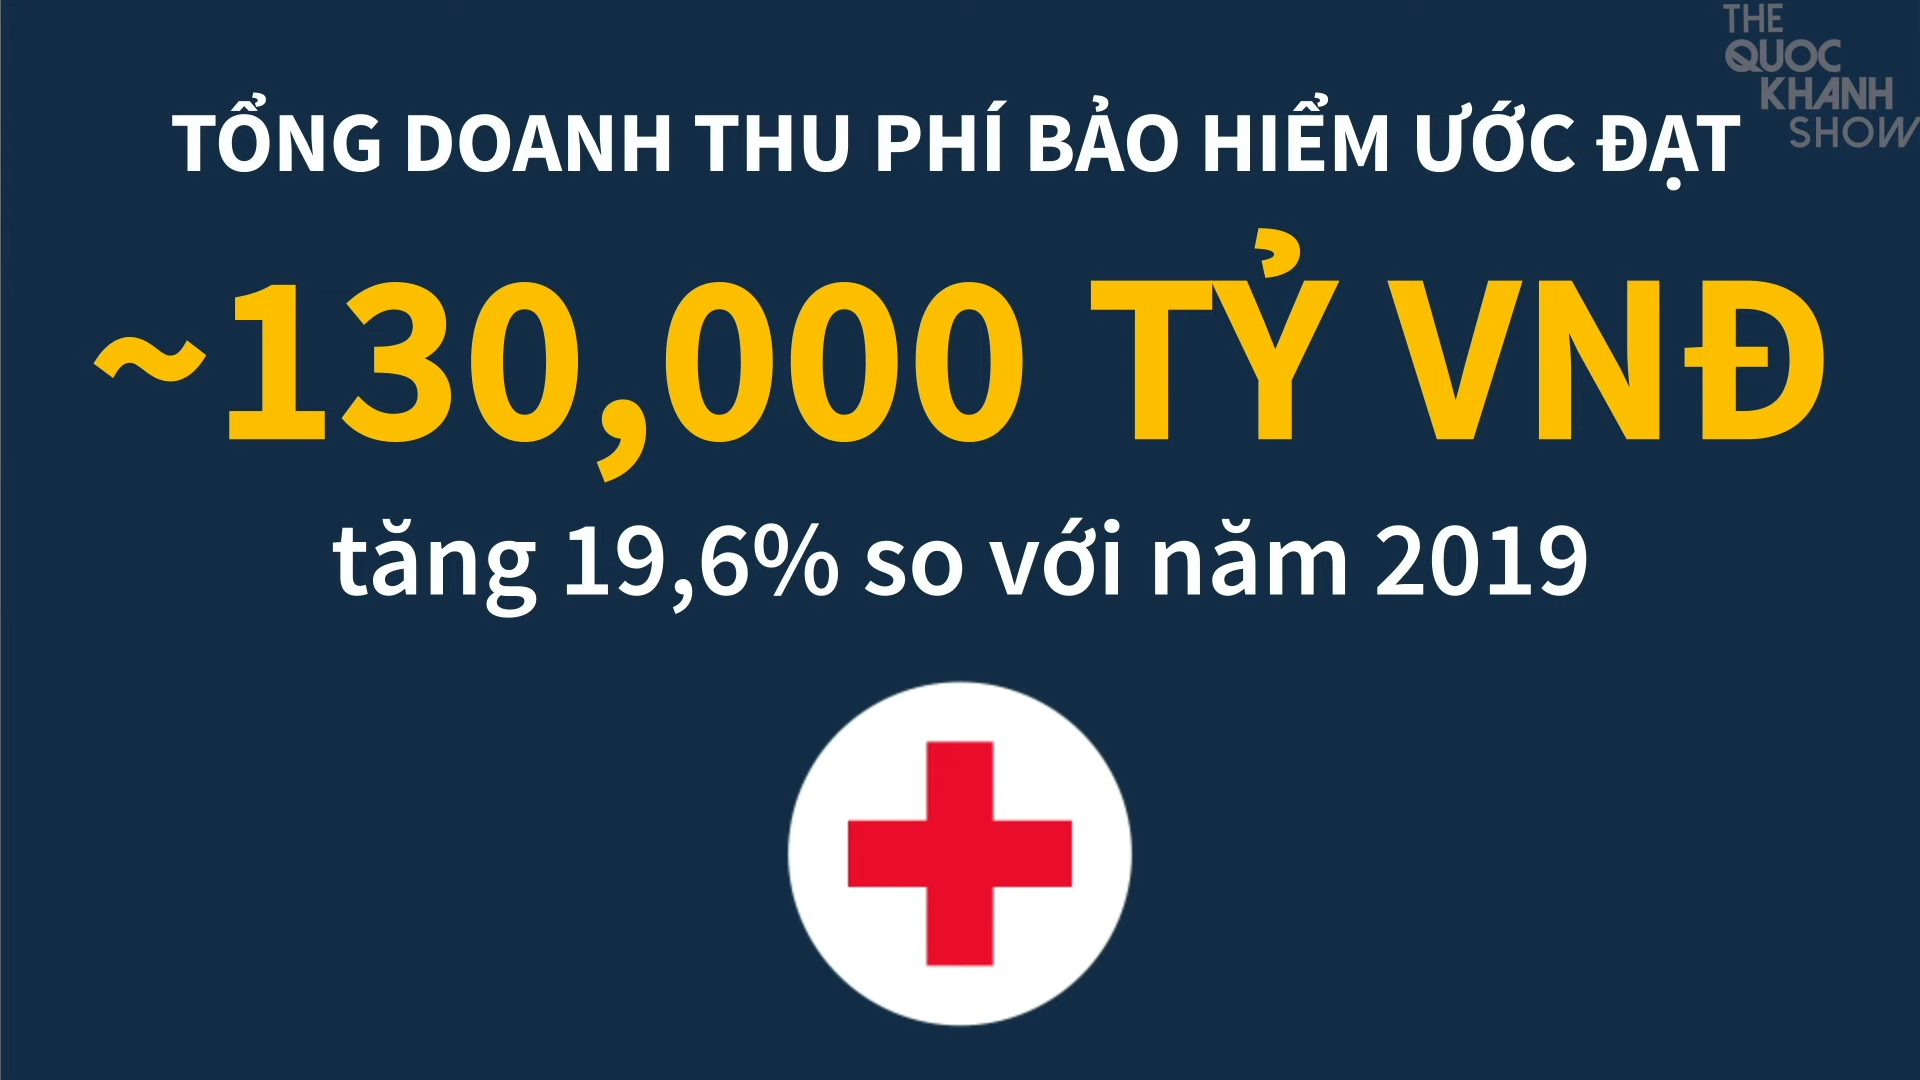 THE
QUOC
KHANH
SHOW
TỔNG DOANH THU PHÍ BẢO HIỂM ƯỚC ĐẠT
~130,000 TỶ VNĐ
tăng 19,6% so với năm 2019